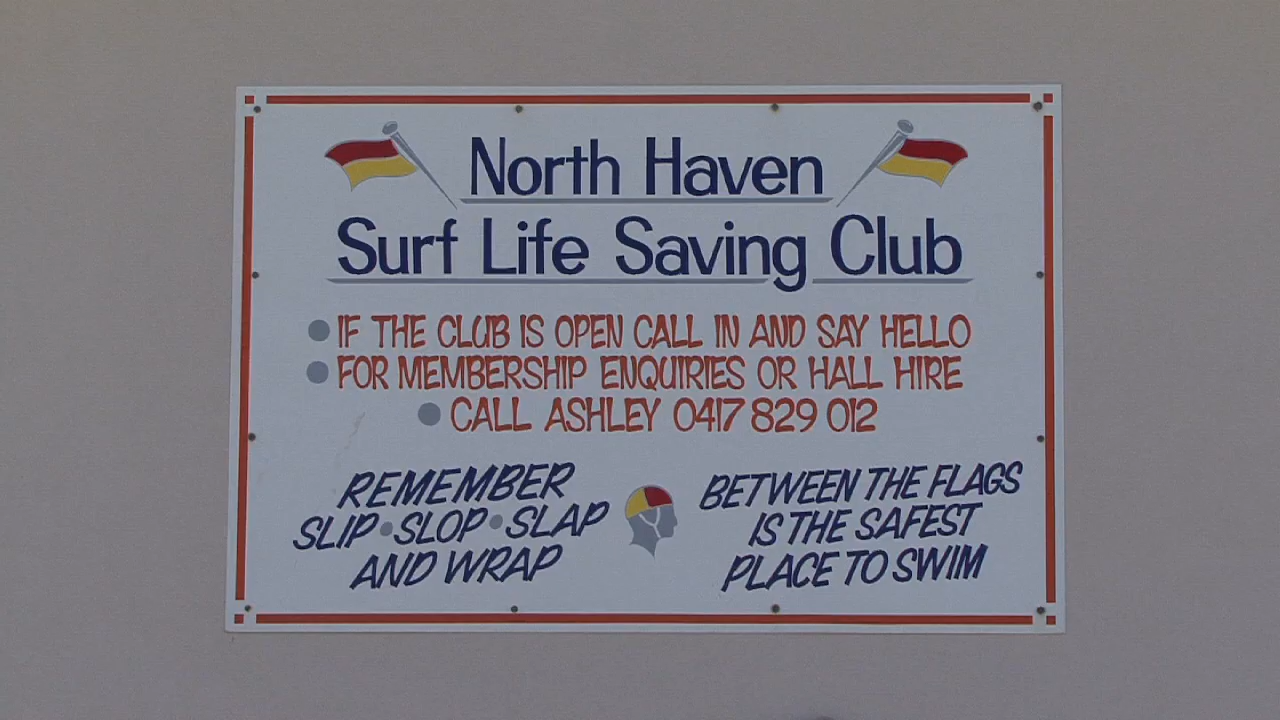 North Haven
Surf Life Saving Club
IF THE CLUB IS OPEN CALL IN AND SAY HELLO
FOR MEMBERSHIP ENQUIRIES OR HALL HIRE
CALL ASHLEY 0417 829 012
REMEMBER
SLIP • SLOP • SLAP
AND WRAP
BETWEEN THE FLAGS
IS THE SAFEST
PLACE TO SWIM